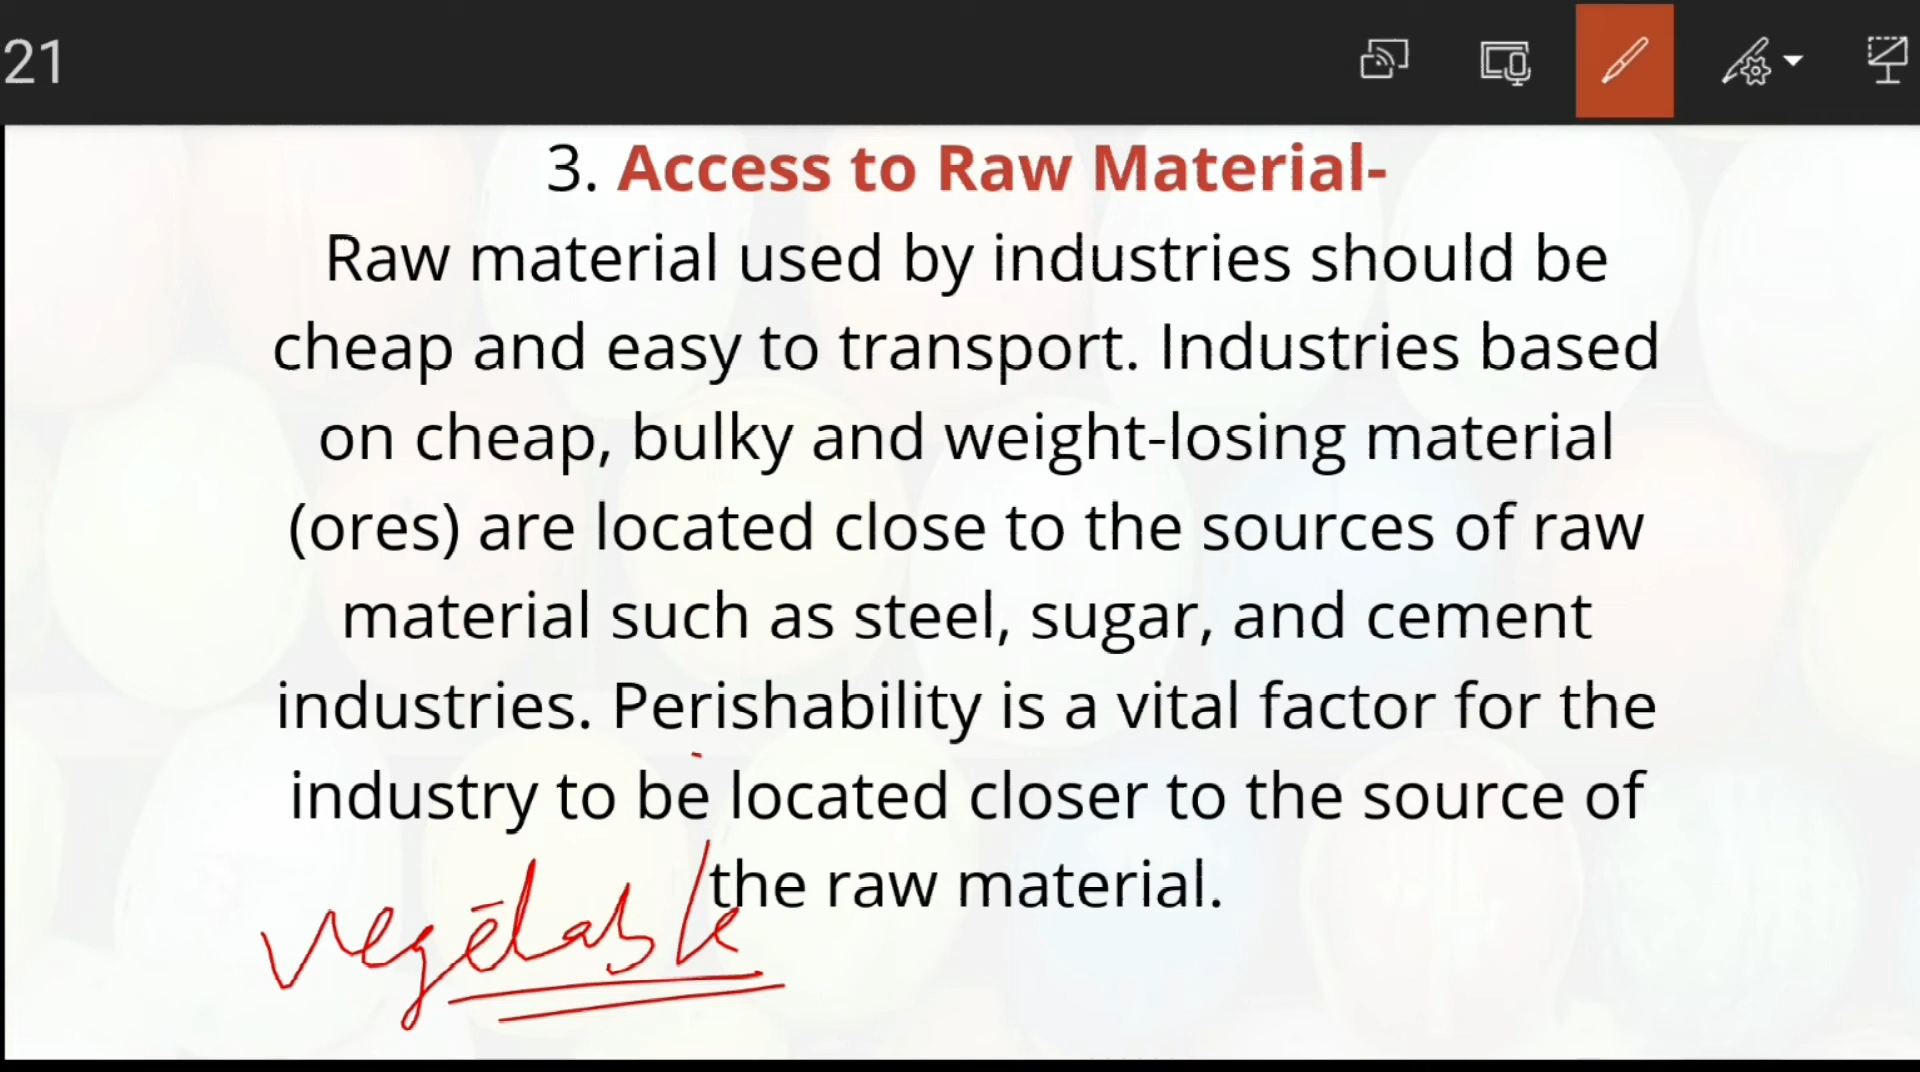 21
3. Access to Raw Material-
Raw material used by industries should be
cheap and easy to transport. Industries based
on cheap, bulky and weight-losing material
(ores) are located close to the sources of raw
material such as steel, sugar, and cement
industries. Perishability is a vital factor for the
industry to be located closer to the source of
the raw material.
vegetable